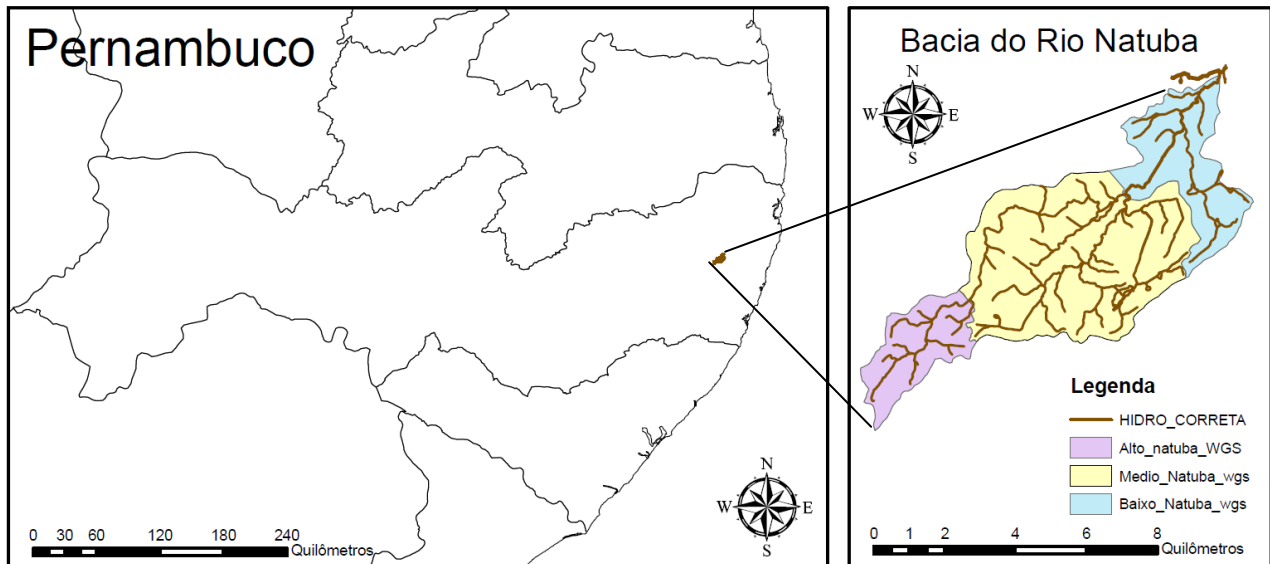 Pernambuco
N
W E
S
0 30 60 120 180 240
Quilômetros
Bacia do Rio Natuba
N
W E
S
Legenda
HIDRO_CORRETA
Alto_natuba_WGS
Medio_Natuba_wgs
Baixo_Natuba_wgs
0 1 2 4 6 8
Quilômetros